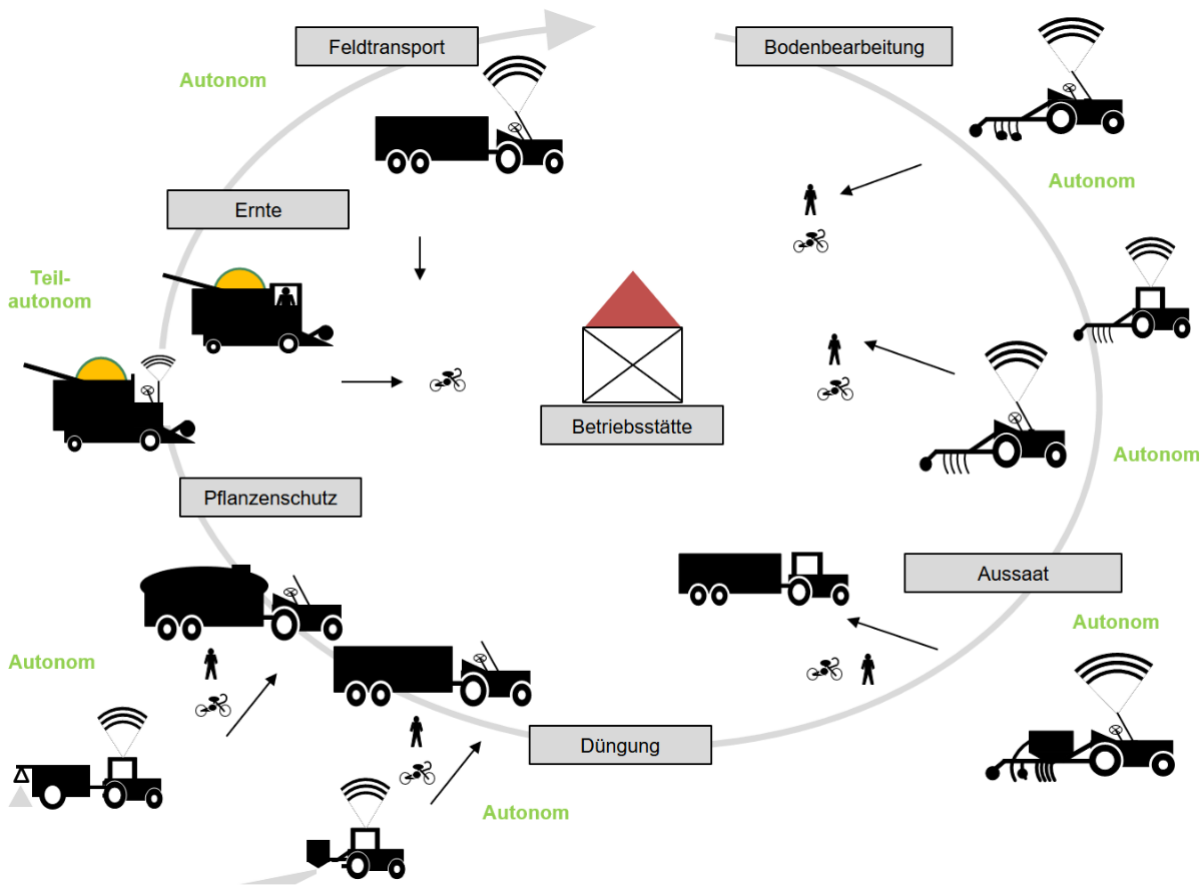 Feldtransport
Bodenbearbeitung
Autonom
Autonom
Ernte
Teil-
autonom
Betriebsstätte
Autonom
Pflanzenschutz
Aussaat
Autonom
Autonom
Düngung
Autonom